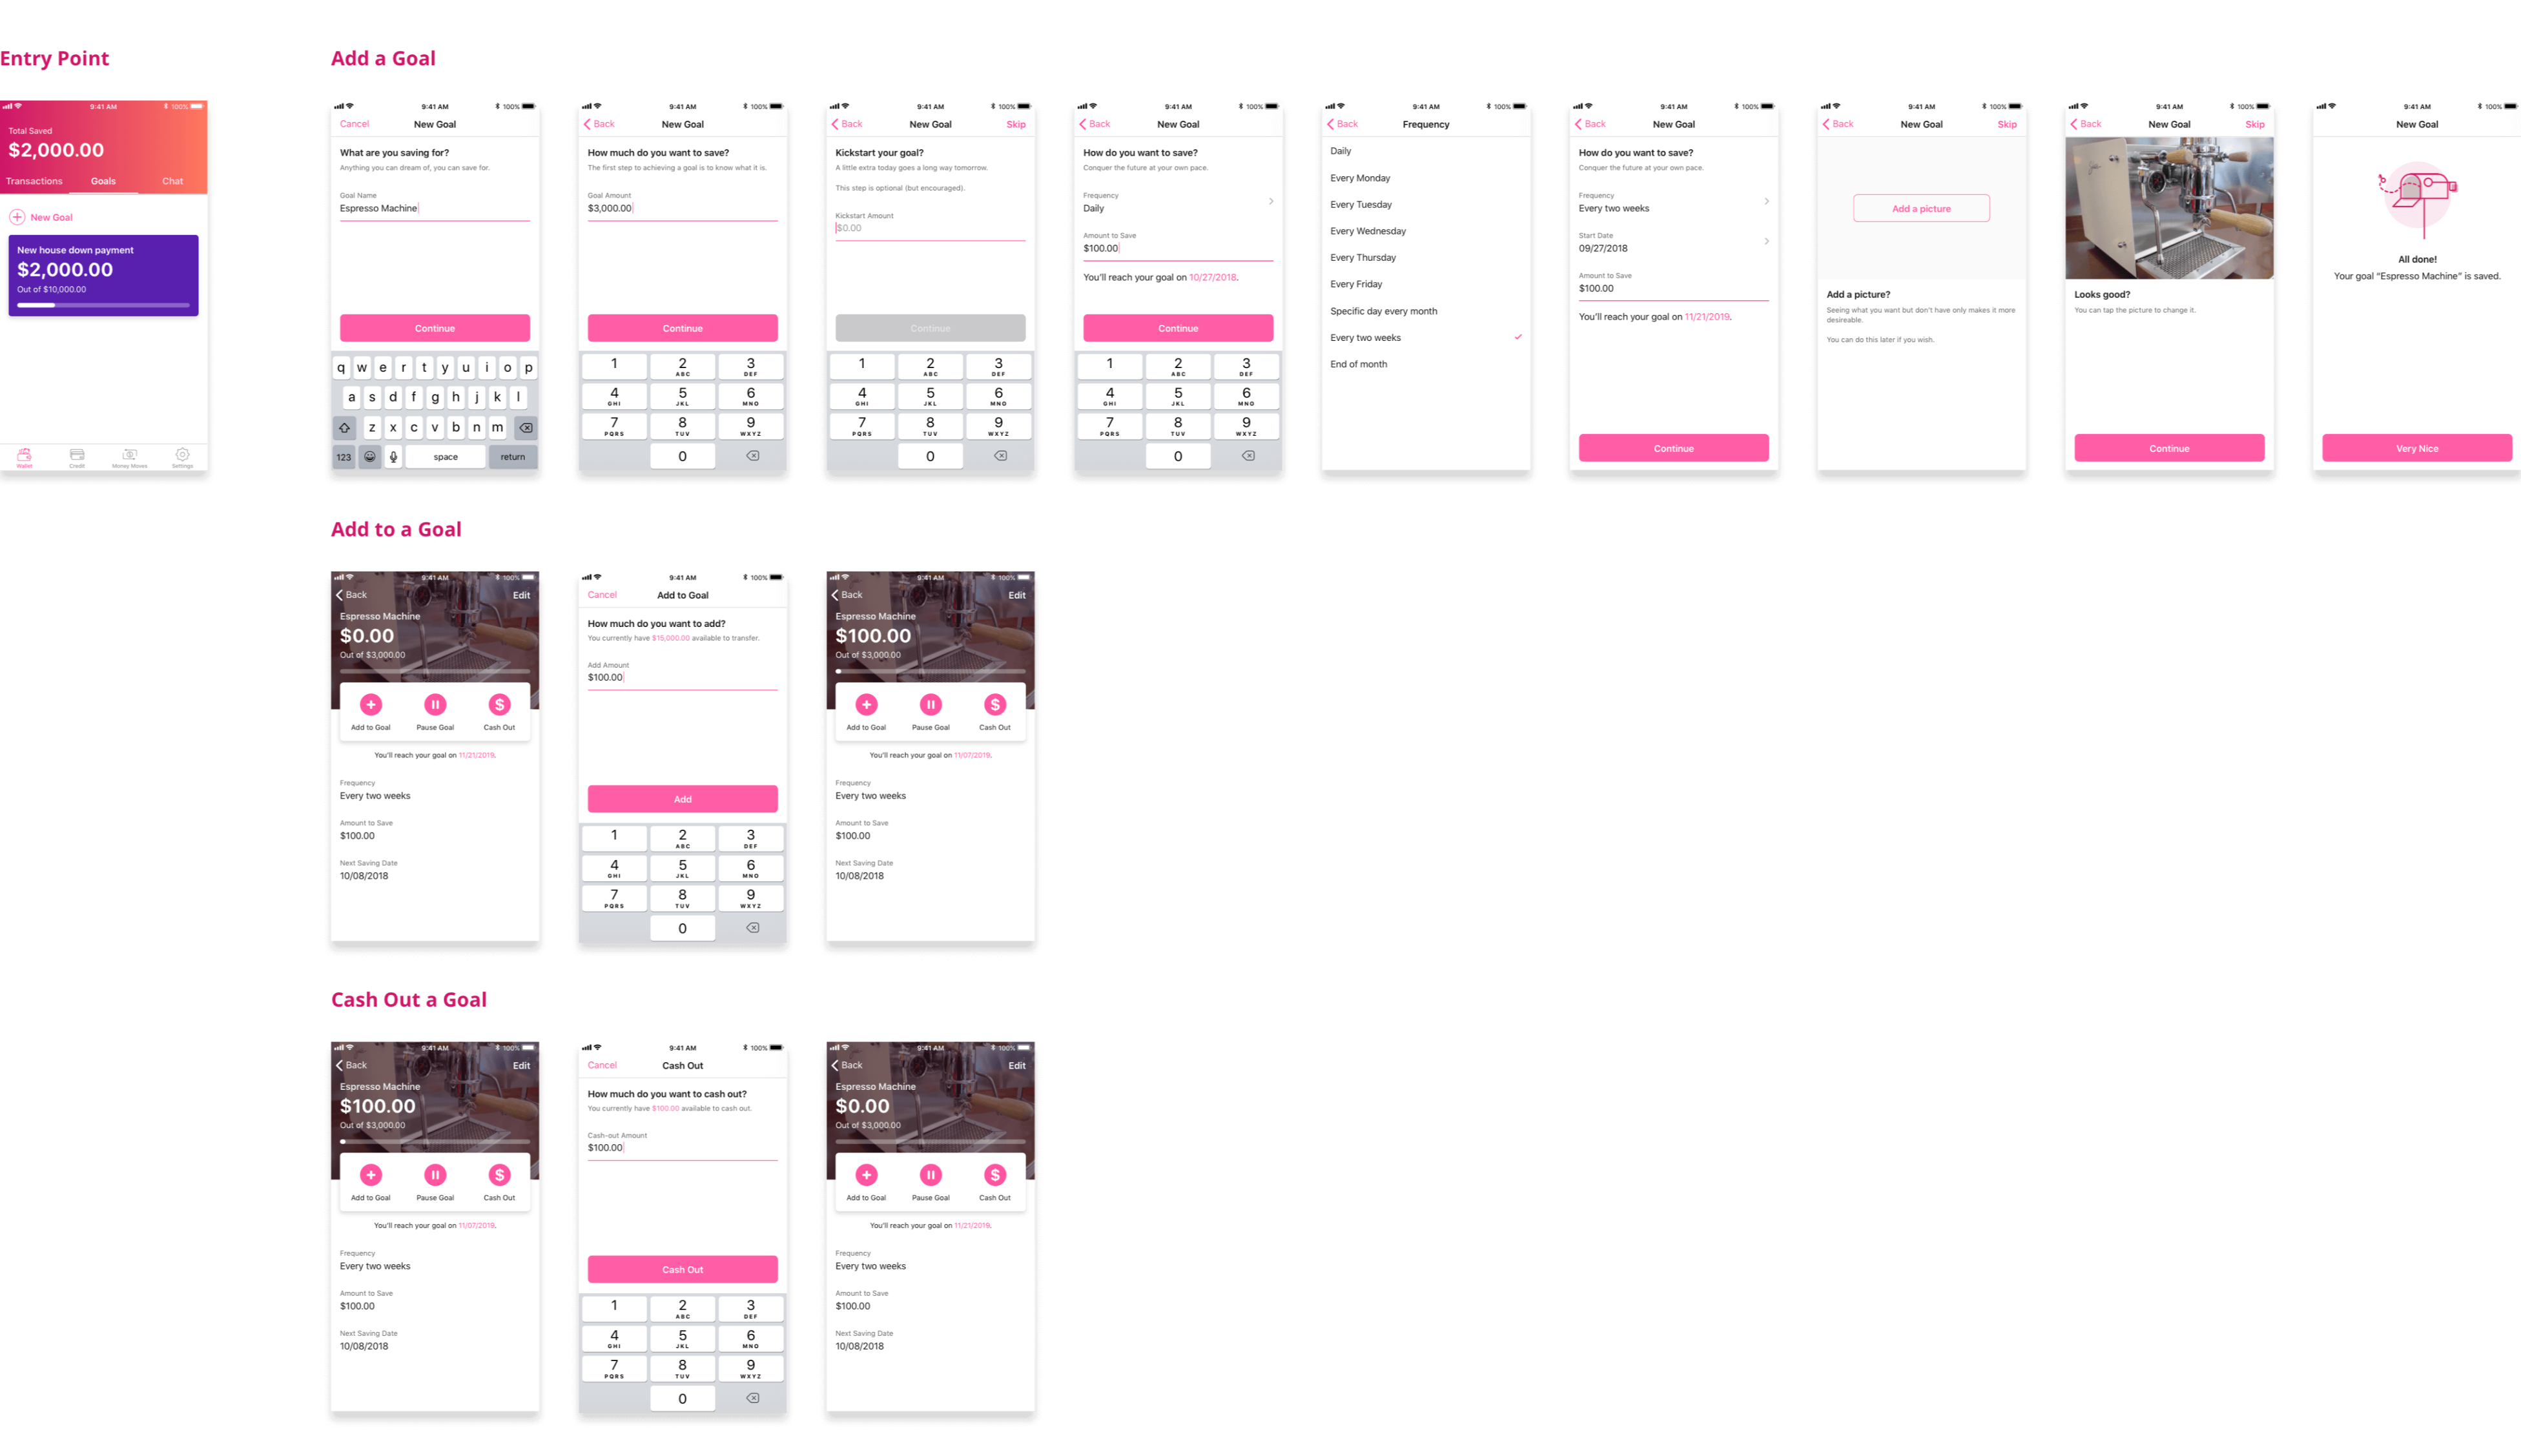 Entry Point
9:41 AM
100%
Total Saved
$2,000.00
Transactions
Goals
Chat
New Goal
New house down payment
$2,000.00
Out of $10,000.00
Wallet
Credit
Money Moves
Settings
Add a Goal
9:41 AM
100%
Cancel
New Goal
What are you saving for?
Anything you can dream of, you can save for.
Goal Name
Espresso Machine
Continue
q w e r t y u i o p
a s d f g h j k l
z x c v b n m
123
space
return
9:41 AM
100%
Back
New Goal
How much do you want to save?
The first step to achieving a goal is to know what it is.
Goal Amount
$3,000.00
Continue
1 2 3
ABC DEF
4 5 6
GHI JKL MNO
7 8 9
PQRS TUV WXYZ
0
9:41 AM
100%
Back
New Goal
Skip
Kickstart your goal?
A little extra today goes a long way tomorrow.
This step is optional (but encouraged).
Kickstart Amount
$0.00
Continue
1 2 3
ABC DEF
4 5 6
GHI JKL MNO
7 8 9
PQRS TUV WXYZ
0
9:41 AM
100%
Back
New Goal
How do you want to save?
Conquer the future at your own pace.
Frequency
Daily
Amount to Save
$100.00
You'll reach your goal on 10/27/2018.
Continue
1 2 3
ABC DEF
4 5 6
GHI JKL MNO
7 8 9
PQRS TUV WXYZ
0
9:41 AM
100%
Back
Frequency
Daily
Every Monday
Every Tuesday
Every Wednesday
Every Thursday
Every Friday
Specific day every month
Every two weeks
End of month
9:41 AM
100%
Back
New Goal
How do you want to save?
Conquer the future at your own pace.
Frequency
Every two weeks
Start Date
09/27/2018
Amount to Save
$100.00
You'll reach your goal on 11/21/2019.
Continue
9:41 AM
100%
Back
New Goal
Skip
Add a picture
Add a picture?
Seeing what you want but don't have only makes it more
desireable.
You can do this later if you wish.
9:41 AM
100%
Back
New Goal
Skip
Looks good?
You can tap the picture to change it.
Continue
9:41 AM
100%
New Goal
All done!
Your goal “Espresso Machine” is saved.
Very Nice
Add to a Goal
9:41 AM
100%
Back
Edit
Espresso Machine
$0.00
Out of $3,000.00
Add to Goal
Pause Goal
$
Cash Out
You'll reach your goal on 11/21/2019.
Frequency
Every two weeks
Amount to Save
$100.00
Next Saving Date
10/08/2018
9:41 AM
100%
Cancel
Add to Goal
How much do you want to add?
You currently have $15,000.00 available to transfer.
Add Amount
$100.00
Add
1 2 3
ABC DEF
4 5 6
GHI JKL MNO
7 8 9
PQRS TUV WXYZ
0
9:41 AM
100%
Back
Edit
Espresso Machine
$100.00
Out of $3,000.00
Add to Goal
Pause Goal
$
Cash Out
You'll reach your goal on 11/07/2019.
Frequency
Every two weeks
Amount to Save
$100.00
Next Saving Date
10/08/2018
Cash Out a Goal
9:41 AM
100%
Back
Edit
Espresso Machine
$100.00
Out of $3,000.00
Add to Goal
Pause Goal
$
Cash Out
You'll reach your goal on 11/07/2019.
Frequency
Every two weeks
Amount to Save
$100.00
Next Saving Date
10/08/2018
9:41 AM
100%
Cancel
Cash Out
How much do you want to cash out?
You currently have $100.00 available to cash out.
Cash-out Amount
$100.00
Cash Out
1 2 3
ABC DEF
4 5 6
GHI JKL MNO
7 8 9
PQRS TUV WXYZ
0
9:41 AM
100%
Back
Edit
Espresso Machine
$0.00
Out of $3,000.00
Add to Goal
Pause Goal
$
Cash Out
You'll reach your goal on 11/21/2019.
Frequency
Every two weeks
Amount to Save
$100.00
Next Saving Date
10/08/2018